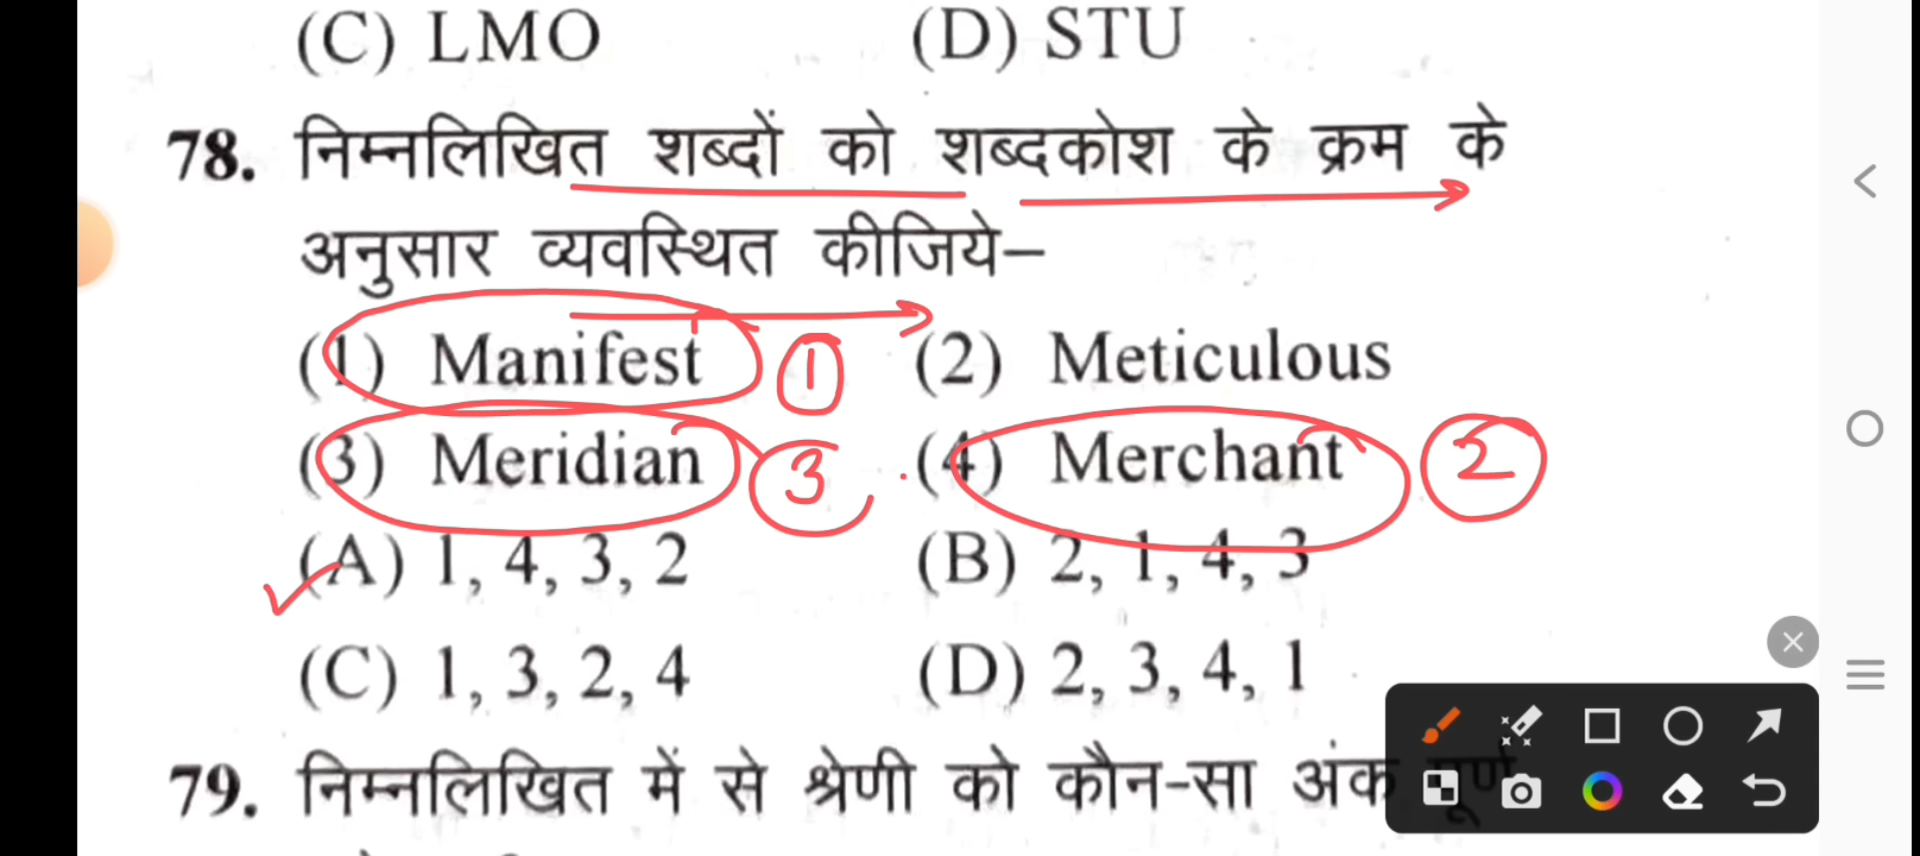 (C) LMO (D) STU
78. निम्नलिखित शब्दों को शब्दकोश के क्रम के
अनुसार व्यवस्थित कीजिये–
(1) Manifest ① (2) Meticulous
(3) Meridian ③ (4) Merchant ②
(A) 1, 4, 3, 2 (B) 2, 1, 4, 3
(C) 1, 3, 2, 4 (D) 2, 3, 4, 1
79. निम्नलिखित में से श्रेणी को कौन-सा अंक पूर्ण